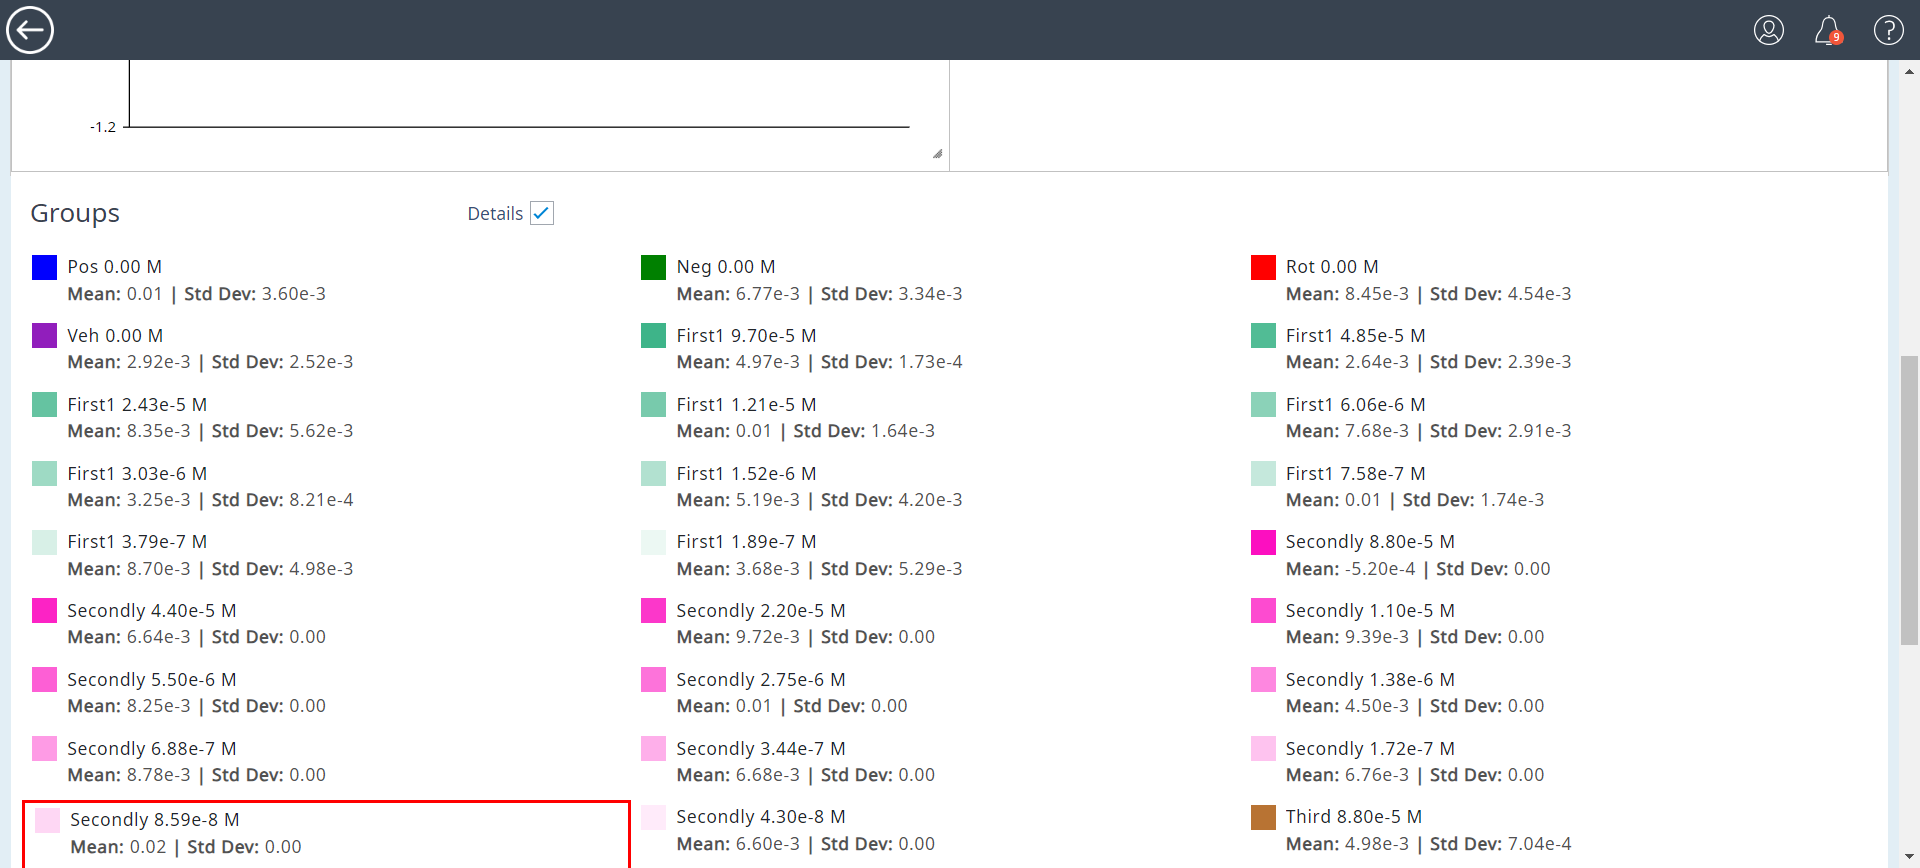 9
?
-1.2
Groups
Details
Pos 0.00 M
Mean: 0.01 | Std Dev: 3.60e-3
Neg 0.00 M
Mean: 6.77e-3 | Std Dev: 3.34e-3
Rot 0.00 M
Mean: 8.45e-3 | Std Dev: 4.54e-3
Veh 0.00 M
Mean: 2.92e-3 | Std Dev: 2.52e-3
First1 9.70e-5 M
Mean: 4.97e-3 | Std Dev: 1.73e-4
First1 4.85e-5 M
Mean: 2.64e-3 | Std Dev: 2.39e-3
First1 2.43e-5 M
Mean: 8.35e-3 | Std Dev: 5.62e-3
First1 1.21e-5 M
Mean: 0.01 | Std Dev: 1.64e-3
First1 6.06e-6 M
Mean: 7.68e-3 | Std Dev: 2.91e-3
First1 3.03e-6 M
Mean: 3.25e-3 | Std Dev: 8.21e-4
First1 1.52e-6 M
Mean: 5.19e-3 | Std Dev: 4.20e-3
First1 7.58e-7 M
Mean: 0.01 | Std Dev: 1.74e-3
First1 3.79e-7 M
Mean: 8.70e-3 | Std Dev: 4.98e-3
First1 1.89e-7 M
Mean: 3.68e-3 | Std Dev: 5.29e-3
Secondly 8.80e-5 M
Mean: -5.20e-4 | Std Dev: 0.00
Secondly 4.40e-5 M
Mean: 6.64e-3 | Std Dev: 0.00
Secondly 2.20e-5 M
Mean: 9.72e-3 | Std Dev: 0.00
Secondly 1.10e-5 M
Mean: 9.39e-3 | Std Dev: 0.00
Secondly 5.50e-6 M
Mean: 8.25e-3 | Std Dev: 0.00
Secondly 2.75e-6 M
Mean: 0.01 | Std Dev: 0.00
Secondly 1.38e-6 M
Mean: 4.50e-3 | Std Dev: 0.00
Secondly 6.88e-7 M
Mean: 8.78e-3 | Std Dev: 0.00
Secondly 3.44e-7 M
Mean: 6.68e-3 | Std Dev: 0.00
Secondly 1.72e-7 M
Mean: 6.76e-3 | Std Dev: 0.00
Secondly 8.59e-8 M
Mean: 0.02 | Std Dev: 0.00
Secondly 4.30e-8 M
Mean: 6.60e-3 | Std Dev: 0.00
Third 8.80e-5 M
Mean: 4.98e-3 | Std Dev: 7.04e-4